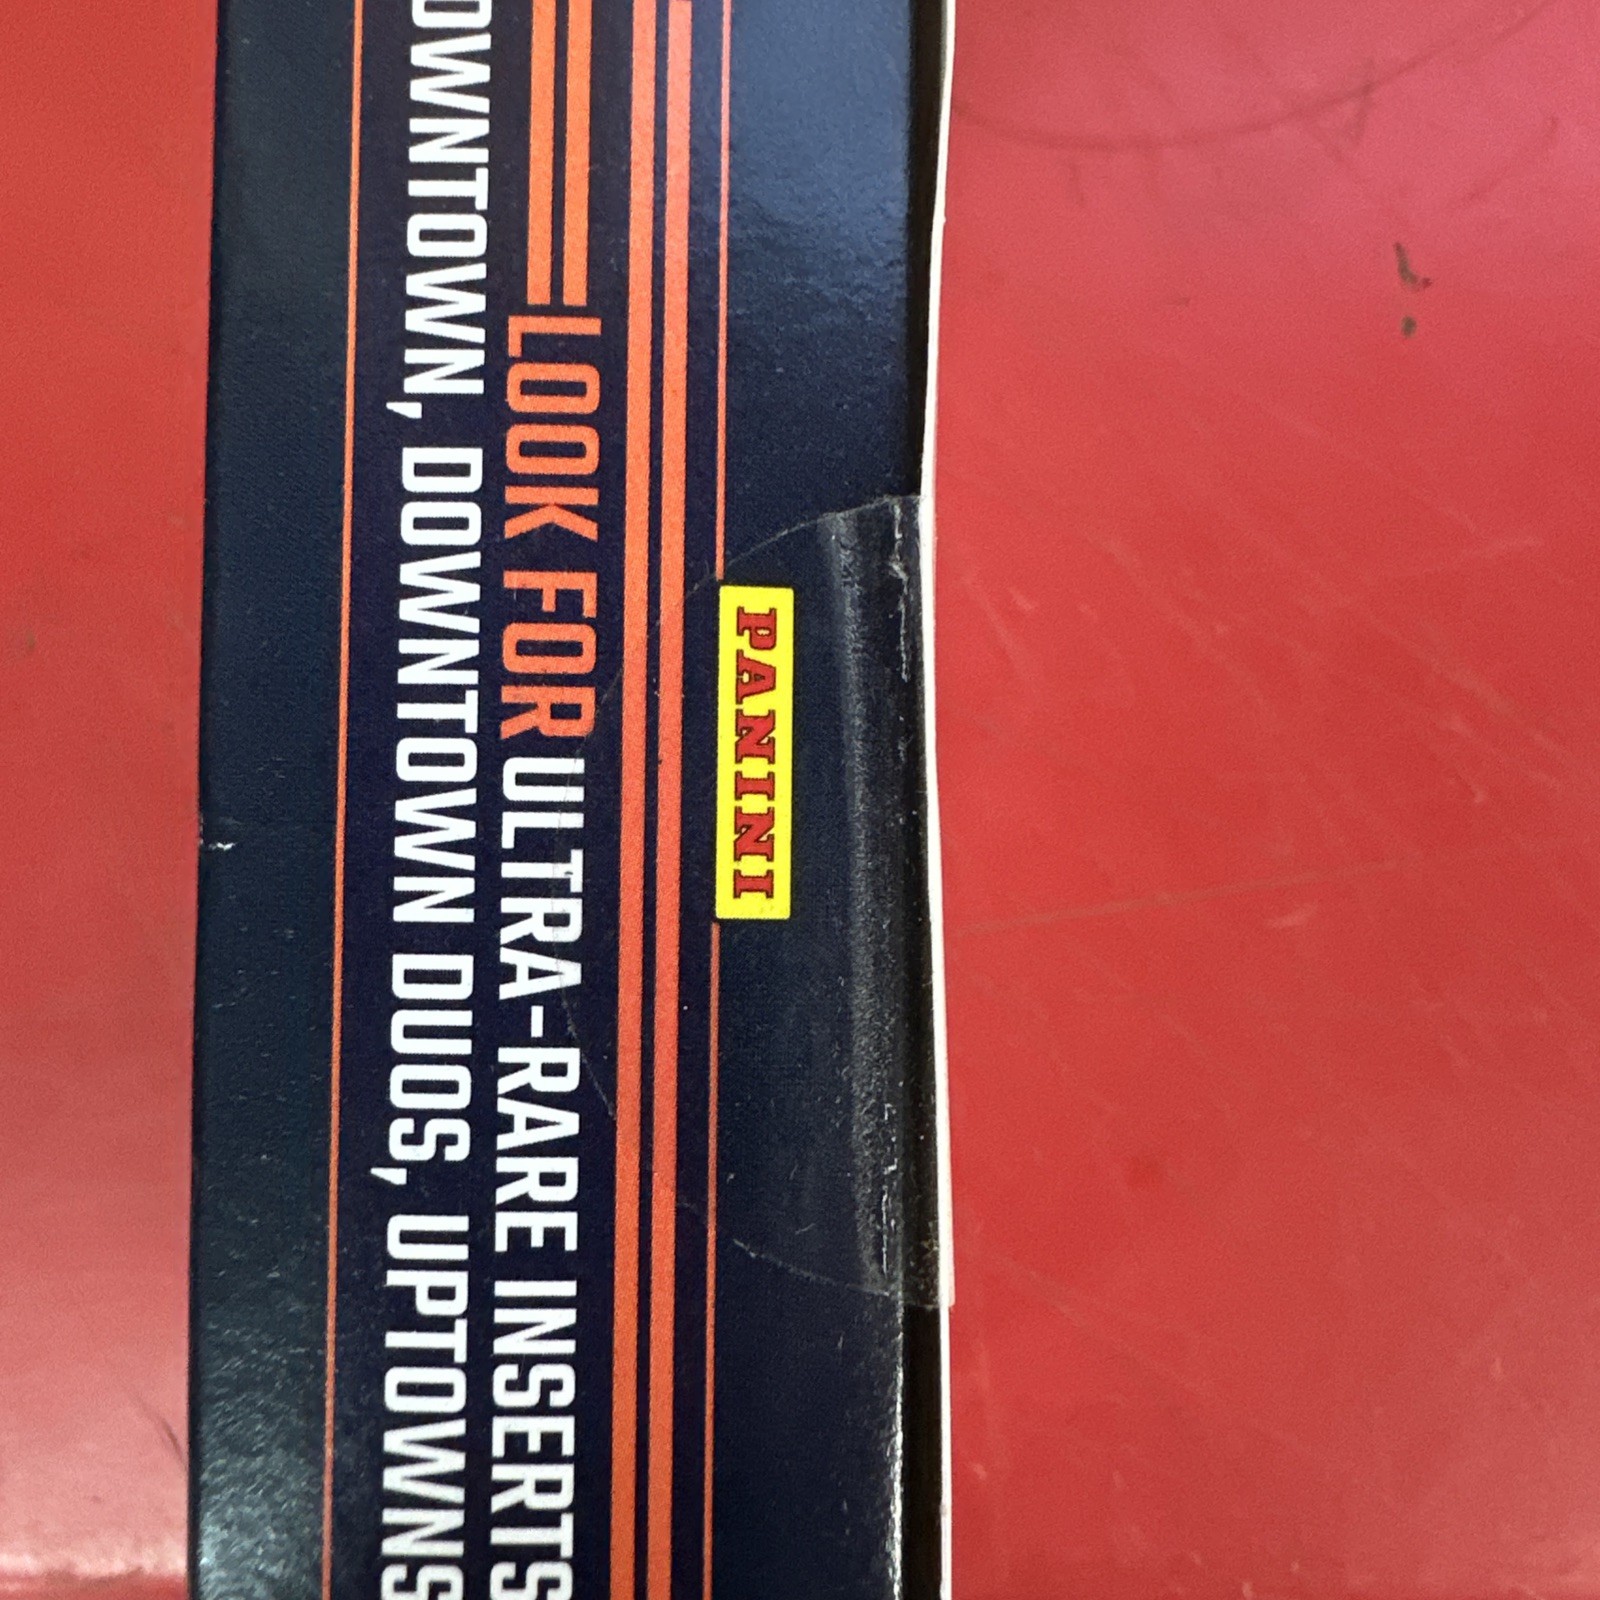 PANINI
LOOK FOR ULTRA-RARE INSERTS
DOWNTOWN, DOWNTOWN DUOS, UPTOWNS